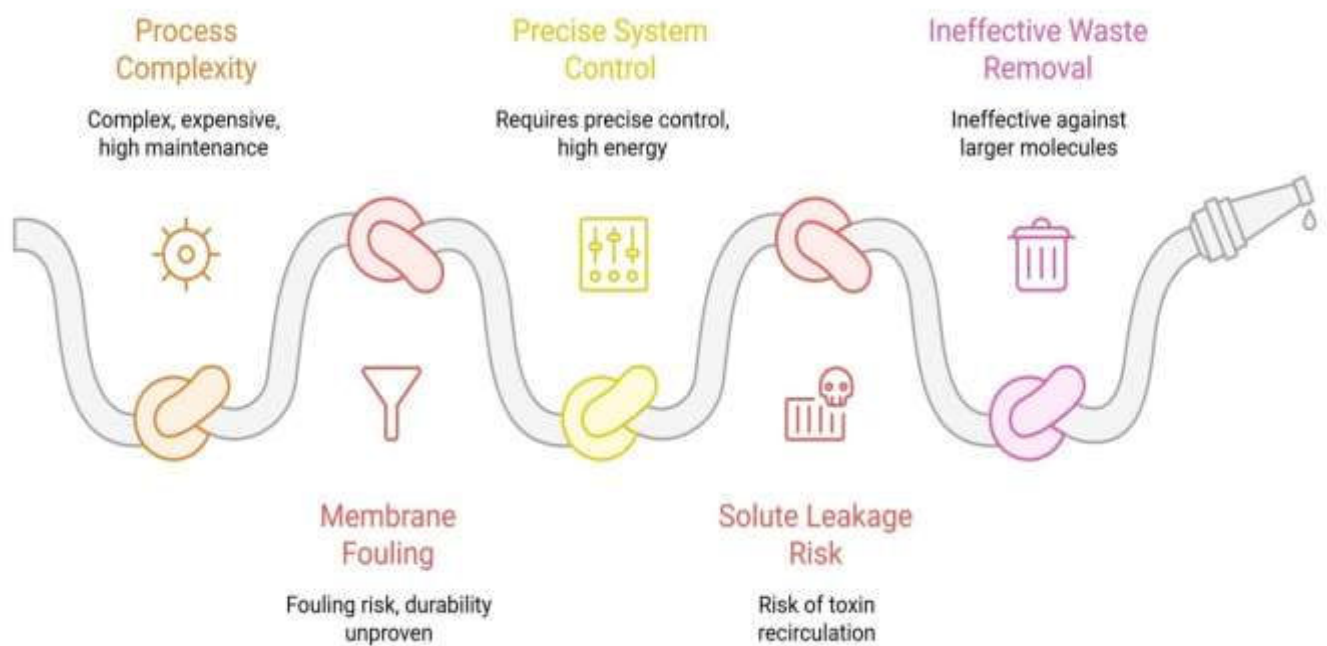 Process
Complexity
Complex, expensive,
high maintenance
Membrane
Fouling
Fouling risk, durability
unproven
Precise System
Control
Requires precise control,
high energy
Solute Leakage
Risk
Risk of toxin
recirculation
Ineffective Waste
Removal
Ineffective against
larger molecules